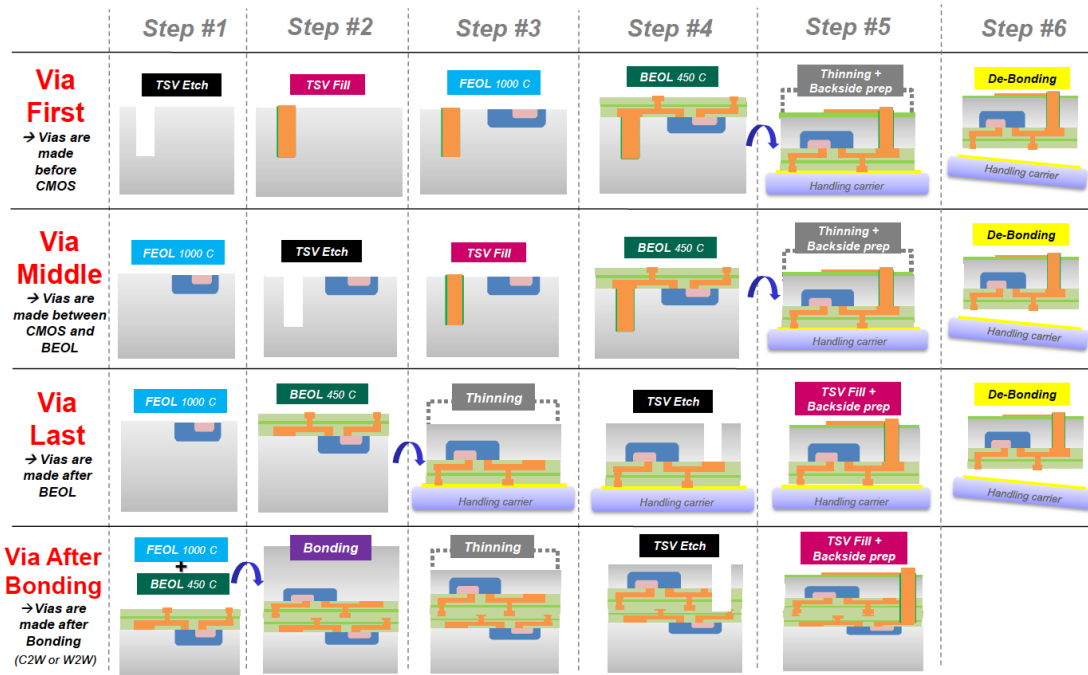 Step #1
Step #2
Step #3
Step #4
Step #5
Step #6
Via
First
→ Vias are
made
before
CMOS
TSV Etch
TSV Fill
FEOL 1000 C
BEOL 450 C
Thinning +
Backside prep
Handling carrier
De-Bonding
Handling carrier
Via
Middle
→ Vias are
made between
CMOS and
BEOL
FEOL 1000 C
TSV Etch
TSV Fill
BEOL 450 C
Thinning +
Backside prep
Handling carrier
De-Bonding
Handling carrier
Via
Last
→ Vias are
made after
BEOL
FEOL 1000 C
BEOL 450 C
Thinning
Handling carrier
TSV Etch
Handling carrier
TSV Fill +
Backside prep
Handling carrier
De-Bonding
Handling carrier
Via After
Bonding
→Vias are
made after
Bonding
(C2W or W2W)
FEOL 1000 C
+
BEOL 450 C
Bonding
Thinning
TSV Etch
TSV Fill +
Backside prep